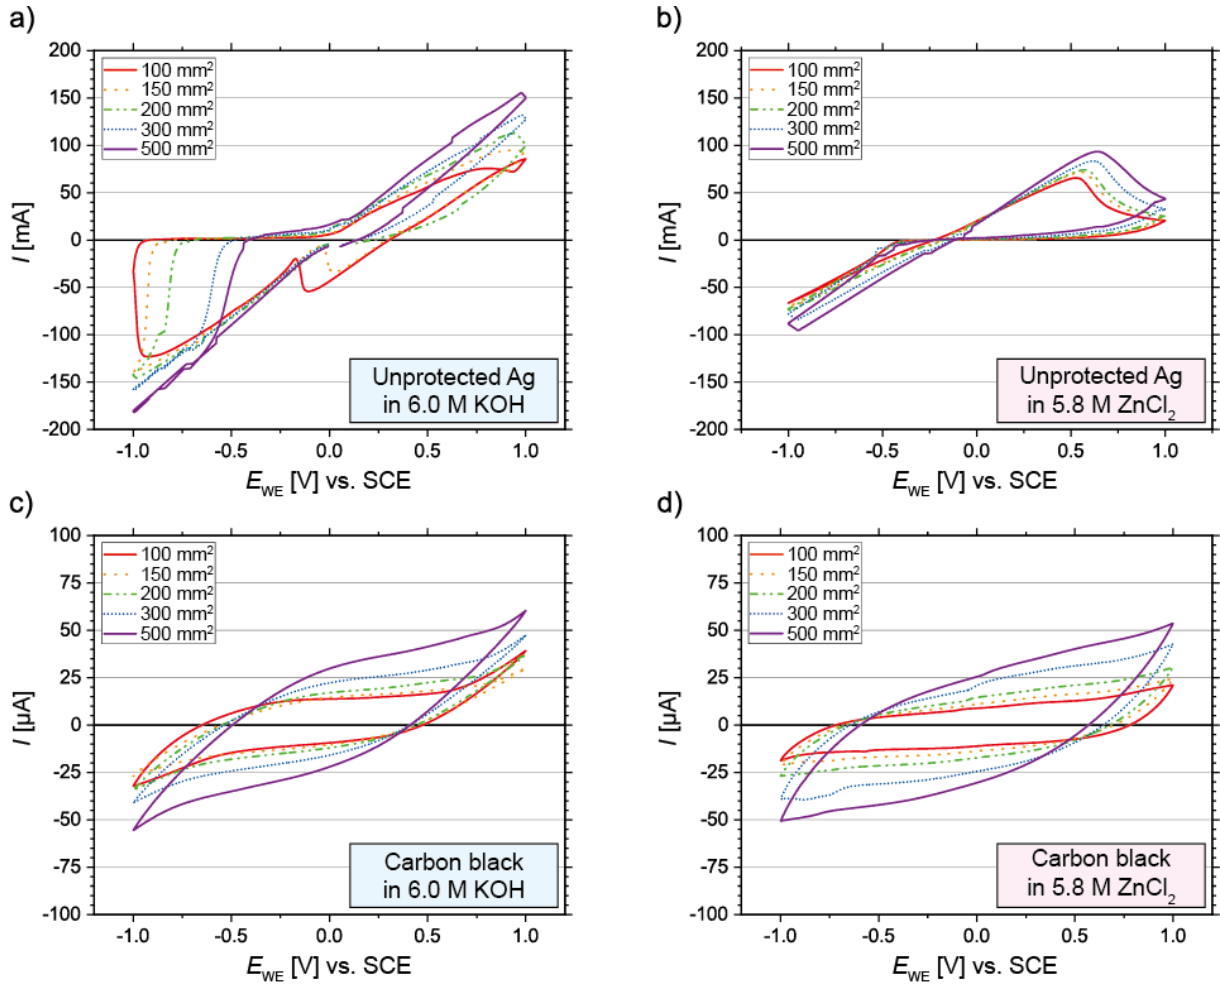 a)
200
150
100
50
0
-50
-100
-150
-200
I [mA]
100 mm²
150 mm²
200 mm²
300 mm²
500 mm²
Unprotected Ag
in 6.0 M KOH
-1.0 -0.5 0.0 0.5 1.0
E_WE [V] vs. SCE
b)
200
150
100
50
0
-50
-100
-150
-200
I [mA]
100 mm²
150 mm²
200 mm²
300 mm²
500 mm²
Unprotected Ag
in 5.8 M ZnCl₂
-1.0 -0.5 0.0 0.5 1.0
E_WE [V] vs. SCE
c)
100
75
50
25
0
-25
-50
-75
-100
I [µA]
100 mm²
150 mm²
200 mm²
300 mm²
500 mm²
Carbon black
in 6.0 M KOH
-1.0 -0.5 0.0 0.5 1.0
E_WE [V] vs. SCE
d)
100
75
50
25
0
-25
-50
-75
-100
I [µA]
100 mm²
150 mm²
200 mm²
300 mm²
500 mm²
Carbon black
in 5.8 M ZnCl₂
-1.0 -0.5 0.0 0.5 1.0
E_WE [V] vs. SCE